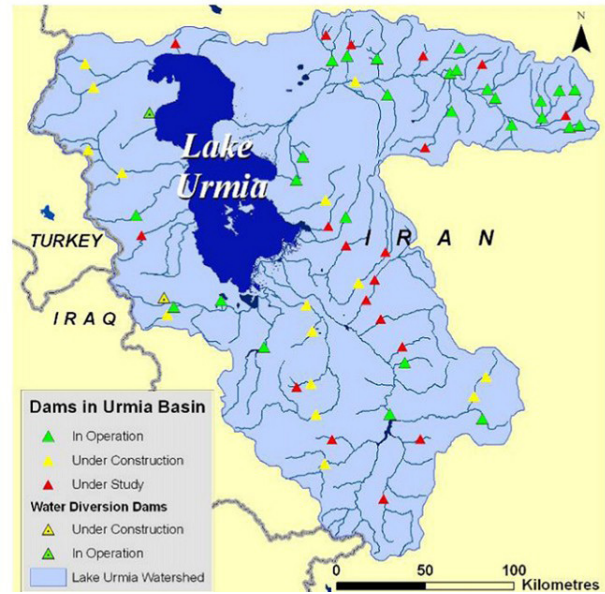 N
Lake
Urmia
TURKEY
I R A N
I R A Q
Dams in Urmia Basin
In Operation
Under Construction
Under Study
Water Diversion Dams
Under Construction
In Operation
Lake Urmia Watershed
0 50 100
Kilometres